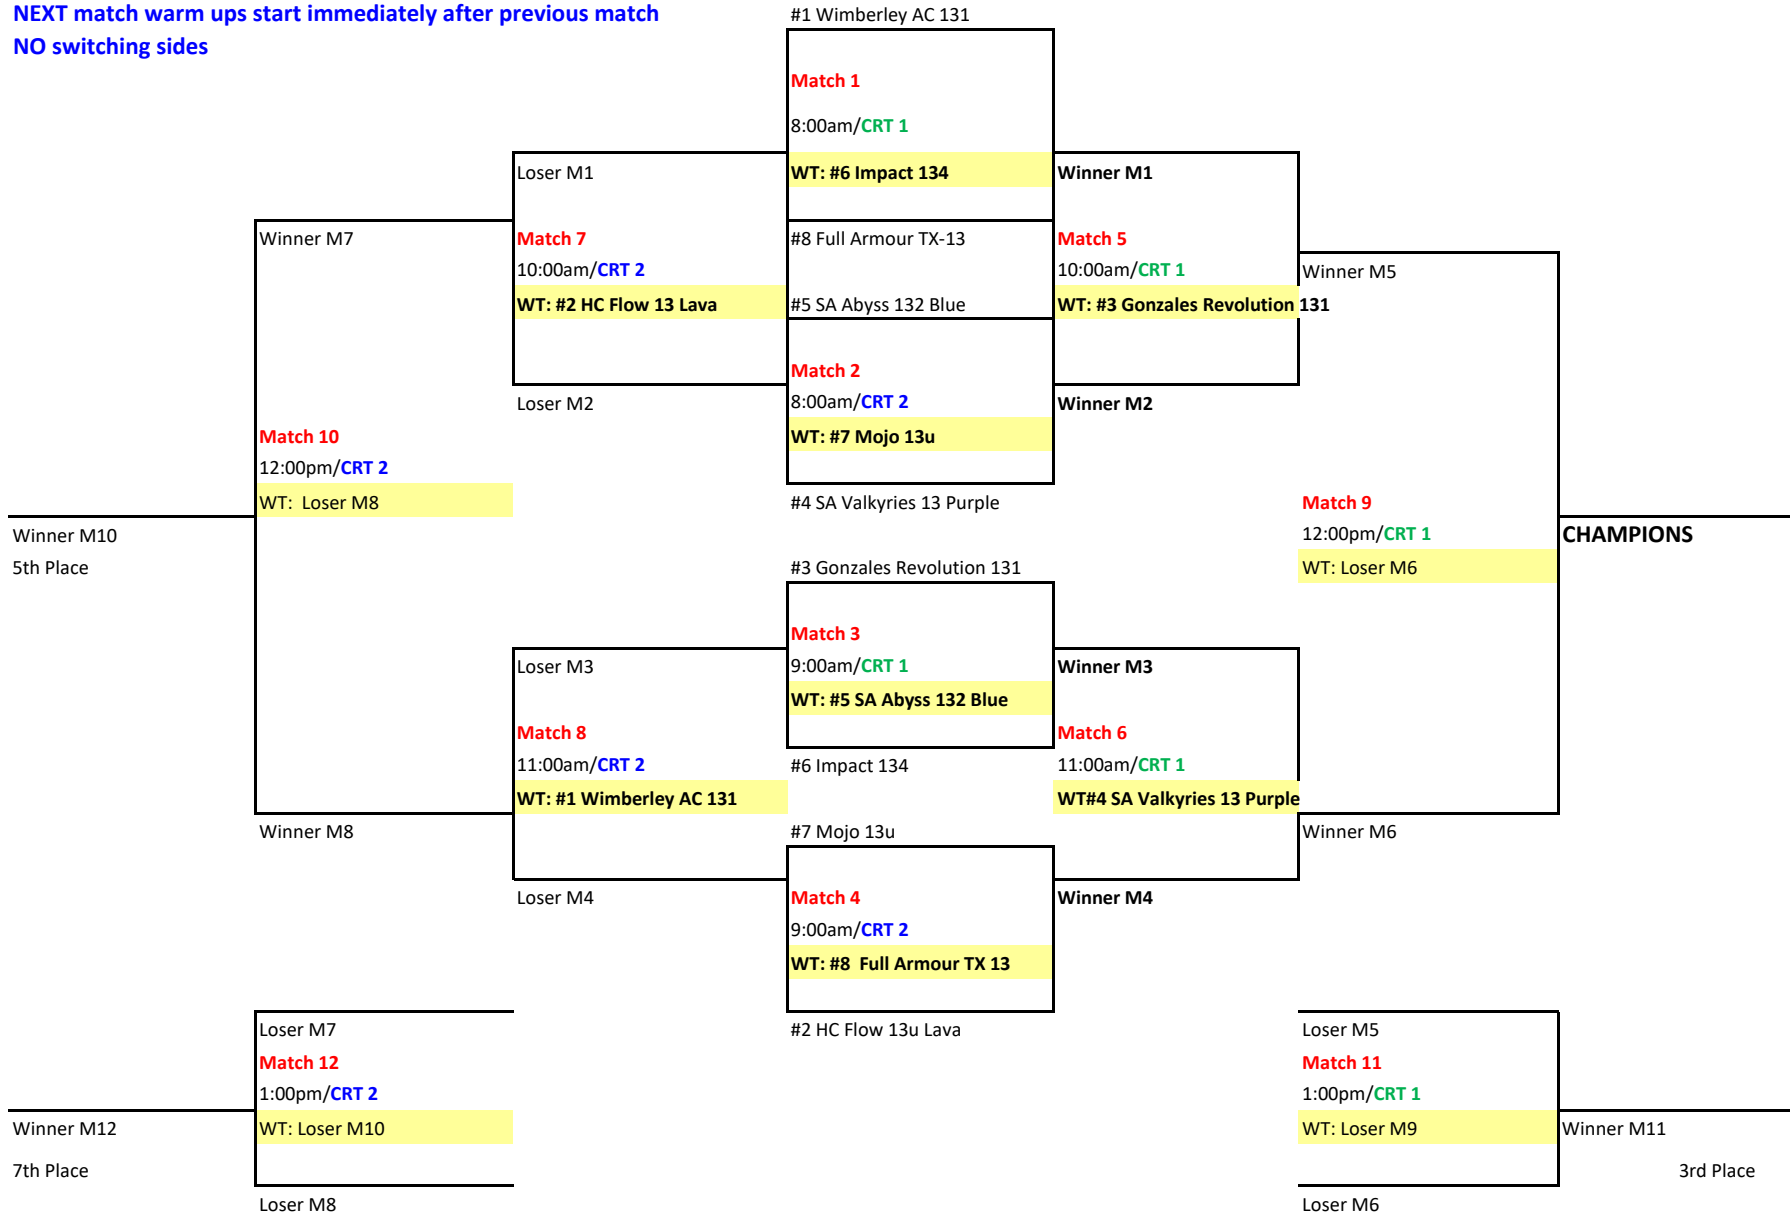 NEXT match warm ups start immediately after previous match
NO switching sides
#1 Wimberley AC 131
Match 1
8:00am/CRT 1
Loser M1
WT: #6 Impact 134
Winner M1
Winner M7
Match 7
#8 Full Armour TX-13
Match 5
10:00am/CRT 2
10:00am/CRT 1
Winner M5
WT: #2 HC Flow 13 Lava
#5 SA Abyss 132 Blue
WT: #3 Gonzales Revolution 131
Match 2
Loser M2
8:00am/CRT 2
Winner M2
Match 10
WT: #7 Mojo 13u
12:00pm/CRT 2
WT:  Loser M8
#4 SA Valkyries 13 Purple
Match 9
Winner M10
12:00pm/CRT 1
CHAMPIONS
5th Place
#3 Gonzales Revolution 131
WT: Loser M6
Match 3
Loser M3
9:00am/CRT 1
Winner M3
WT: #5 SA Abyss 132 Blue
Match 8
Match 6
11:00am/CRT 2
#6 Impact 134
11:00am/CRT 1
WT: #1 Wimberley AC 131
WT#4 SA Valkyries 13 Purple
Winner M8
#7 Mojo 13u
Winner M6
Loser M4
Match 4
Winner M4
9:00am/CRT 2
WT: #8  Full Armour TX 13
Loser M7
#2 HC Flow 13u Lava
Loser M5
Match 12
Match 11
1:00pm/CRT 2
1:00pm/CRT 1
Winner M12
WT: Loser M10
WT: Loser M9
Winner M11
7th Place
3rd Place
Loser M8
Loser M6